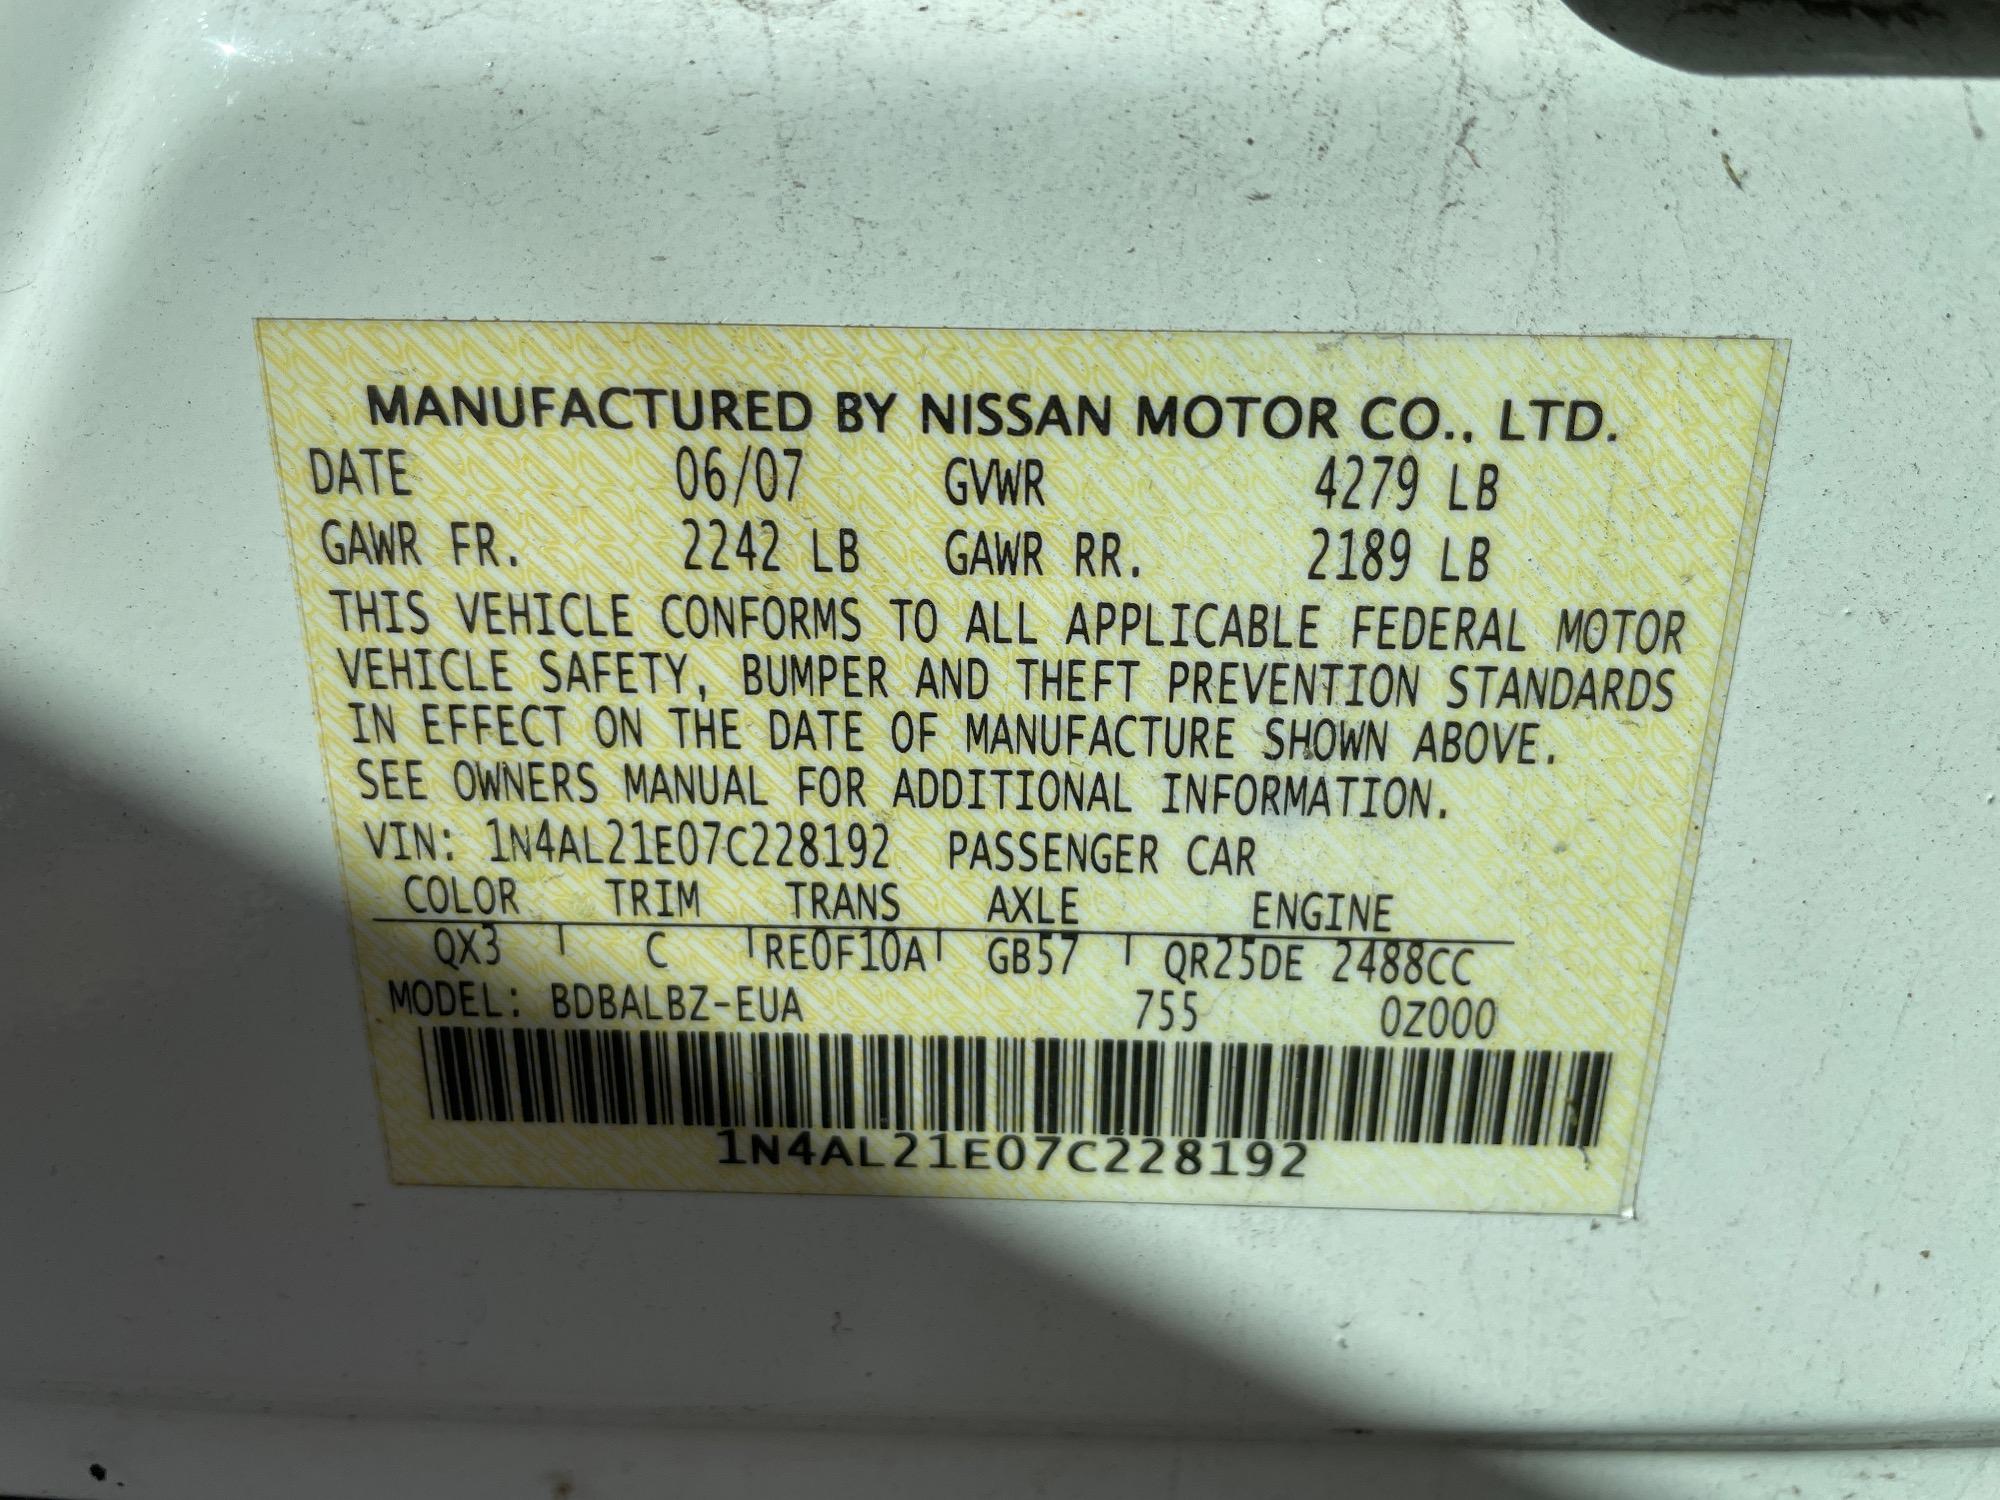 MANUFACTURED BY NISSAN MOTOR CO., LTD.
DATE 06/07 GVWR 4279 LB
GAWR FR. 2242 LB GAWR RR. 2189 LB
THIS VEHICLE CONFORMS TO ALL APPLICABLE FEDERAL MOTOR
VEHICLE SAFETY, BUMPER AND THEFT PREVENTION STANDARDS
IN EFFECT ON THE DATE OF MANUFACTURE SHOWN ABOVE.
SEE OWNERS MANUAL FOR ADDITIONAL INFORMATION.
VIN: 1N4AL21E07C228192 PASSENGER CAR
COLOR TRIM TRANS AXLE ENGINE
QX3 C RE0F10A GB57 QR25DE 2488CC
MODEL: BDBALBZ-EUA 755 0Z000
1N4AL21E07C228192